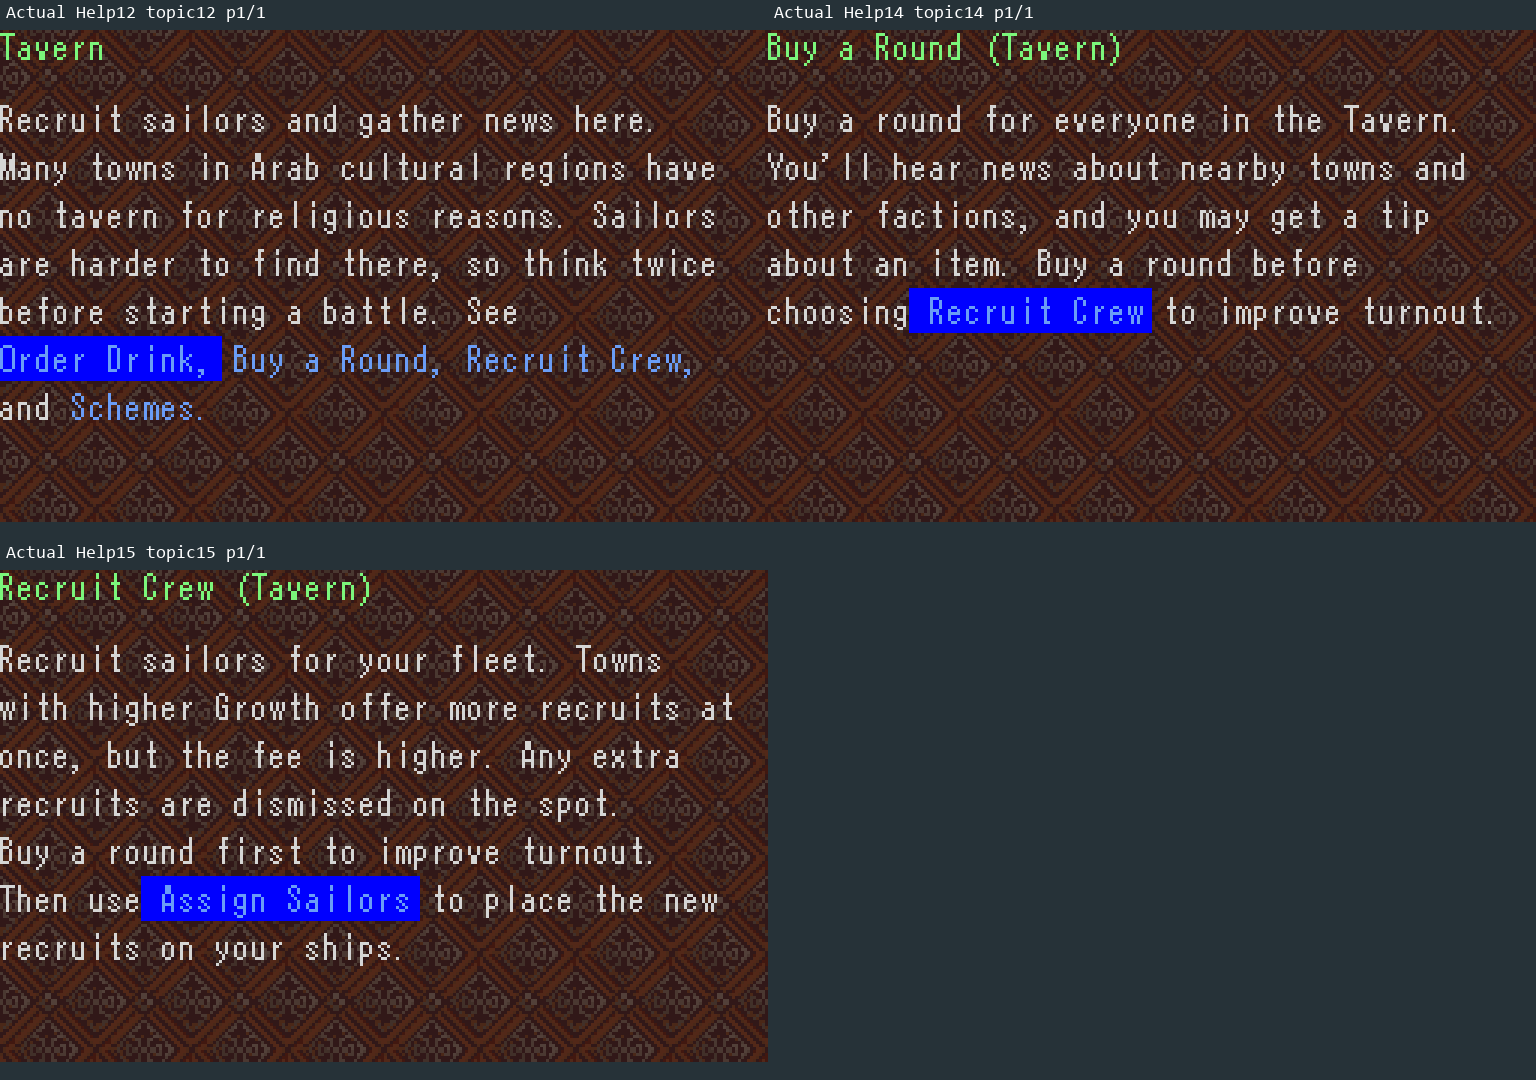 Actual Help12 topic12 p1/1
Tavern
Recruit sailors and gather news here.
Many towns in Arab cultural regions have
no tavern for religious reasons. Sailors
are harder to find there, so think twice
before starting a battle. See
Order Drink, Buy a Round, Recruit Crew,
and Schemes.
Actual Help14 topic14 p1/1
Buy a Round (Tavern)
Buy a round for everyone in the Tavern.
You'll hear news about nearby towns and
other factions, and you may get a tip
about an item. Buy a round before
choosing Recruit Crew to improve turnout.
Actual Help15 topic15 p1/1
Recruit Crew (Tavern)
Recruit sailors for your fleet. Towns
with higher Growth offer more recruits at
once, but the fee is higher. Any extra
recruits are dismissed on the spot.
Buy a round first to improve turnout.
Then use Assign Sailors to place the new
recruits on your ships.